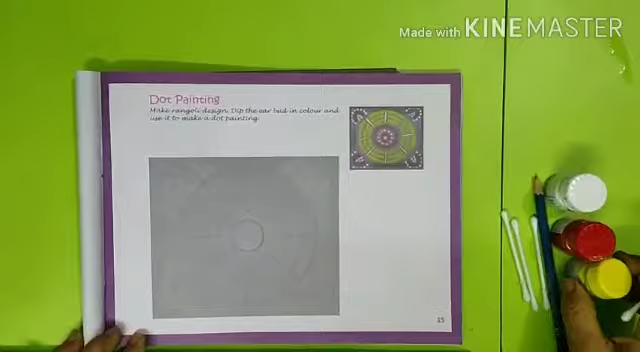 Made with KINEMASTER
Dot Painting
Make rangoli design. Dip the ear bud in colour and
use it to make a dot painting.
15